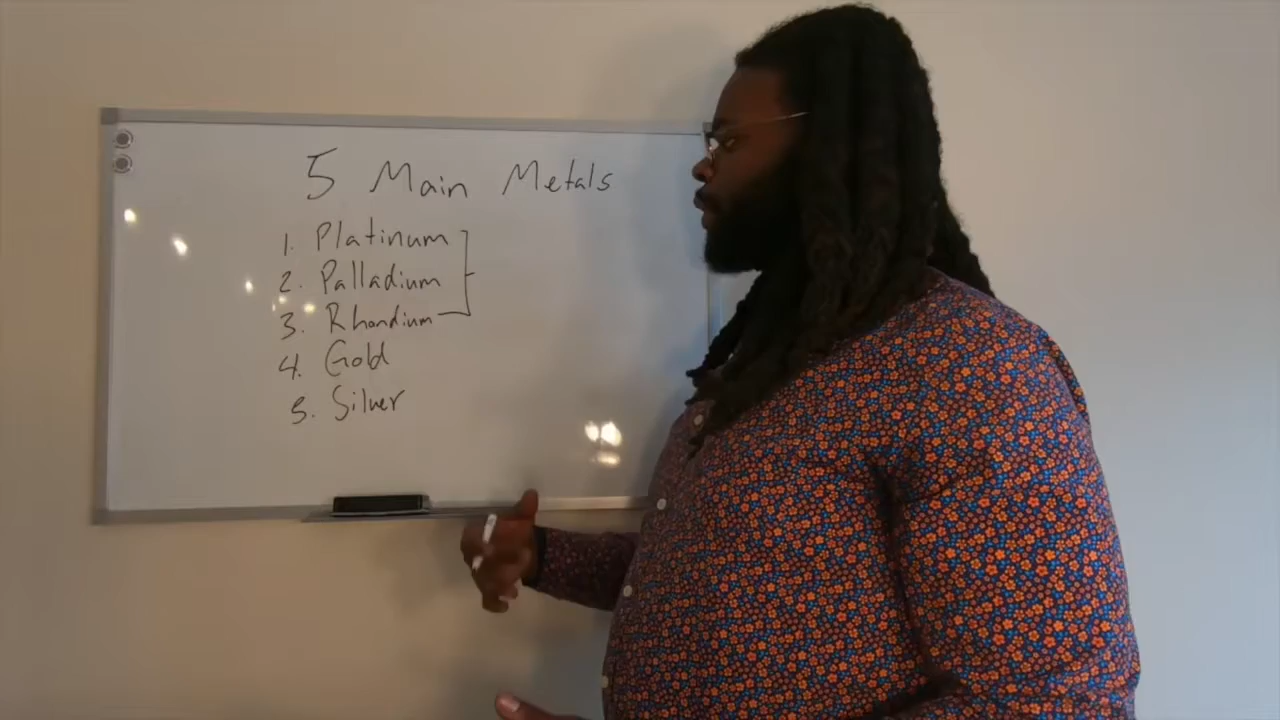 5 Main Metals
1. Platinum
2. Palladium
3. Rhondium
4. Gold
5. Silver